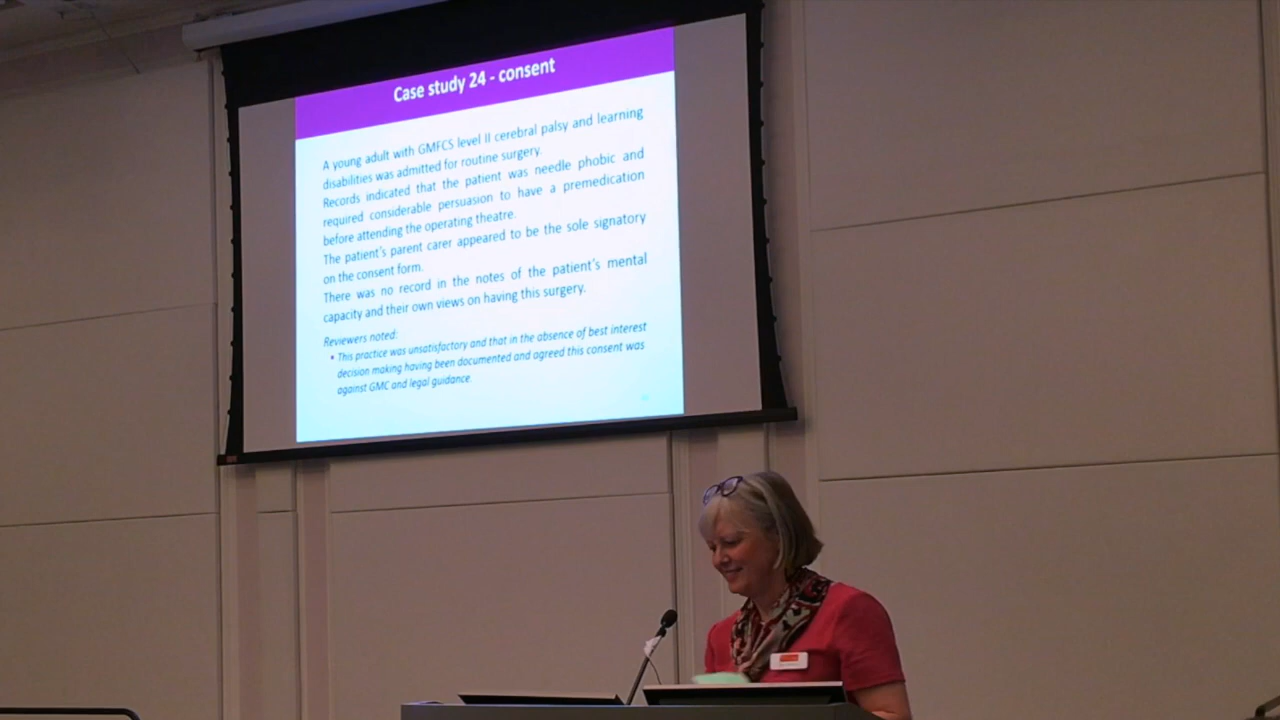 Case study 24 - consent
A young adult with GMFCS level II cerebral palsy and learning
disabilities was admitted for routine surgery.
Records indicated that the patient was needle phobic and
required considerable persuasion to have a premedication
before attending the operating theatre.
The patient's parent carer appeared to be the sole signatory
on the consent form.
There was no record in the notes of the patient's mental
capacity and their own views on having this surgery.
Reviewers noted:
• This practice was unsatisfactory and that in the absence of best interest
decision making having been documented and agreed this consent was
against GMC and legal guidance.